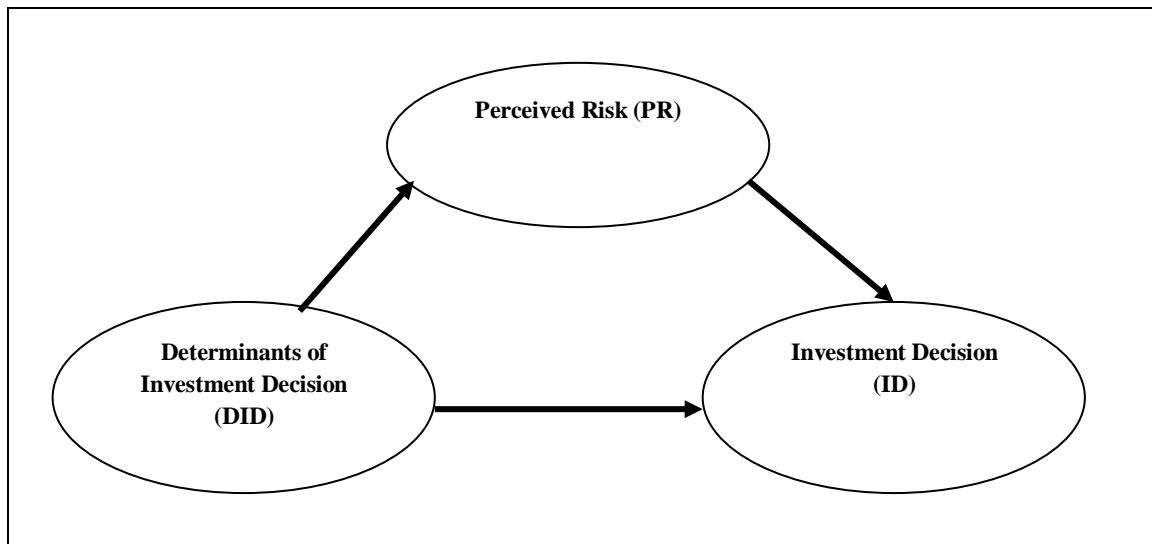 Perceived Risk (PR)
Determinants of
Investment Decision
(DID)
Investment Decision
(ID)